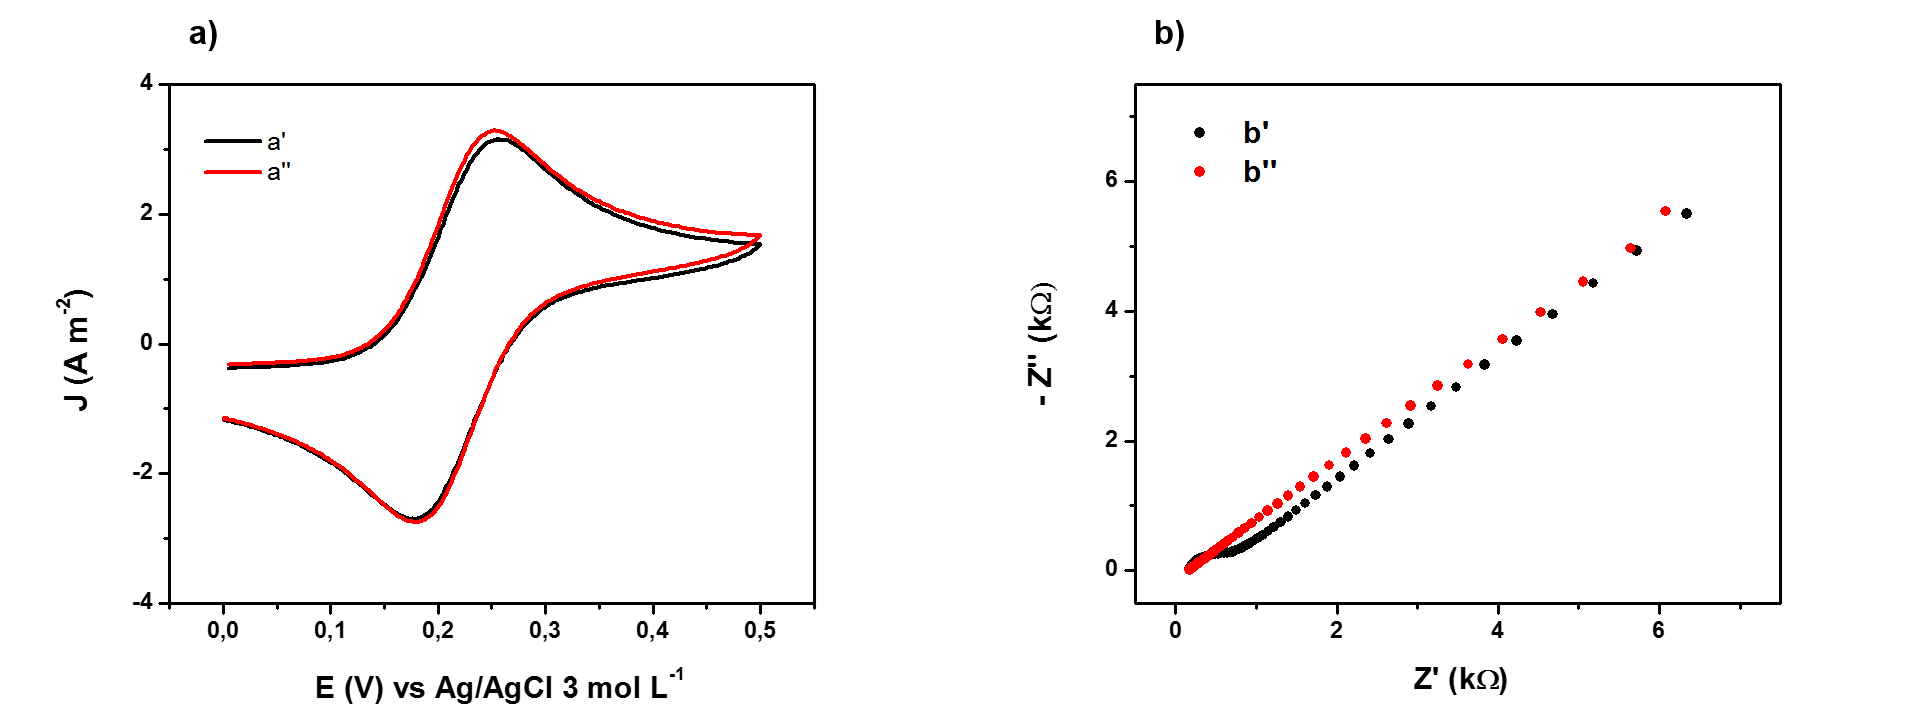 a)
4
2
0
-2
-4
a'
a"
J (A m-2)
0,0 0,1 0,2 0,3 0,4 0,5
E (V) vs Ag/AgCl 3 mol L-1
b)
6
4
2
0
b'
b"
- Z" (kΩ)
0 2 4 6
Z' (kΩ)